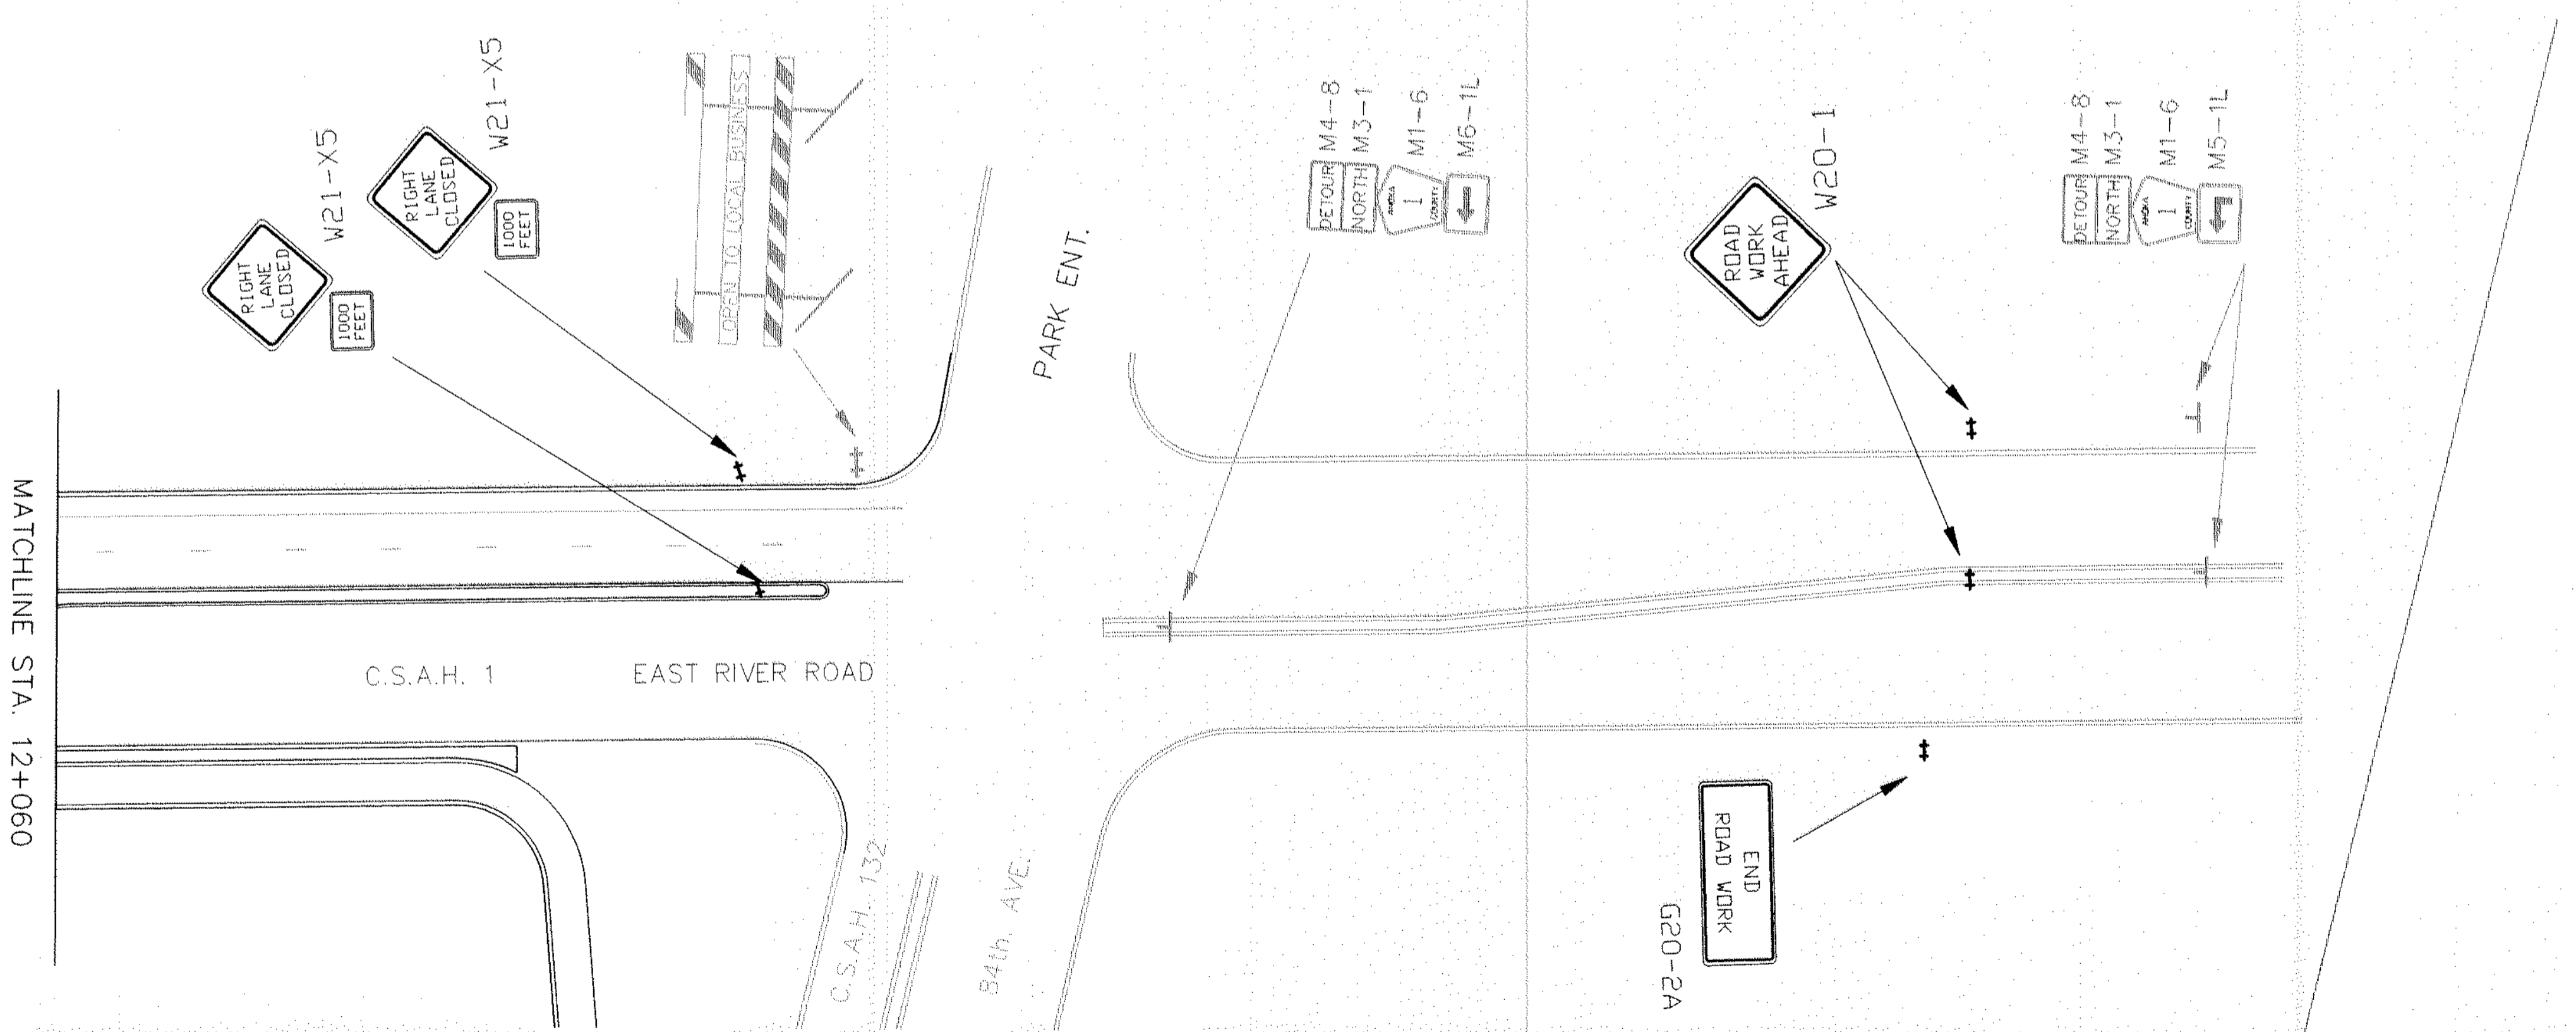 W21-X5
RIGHT
LANE
CLOSED
1000
FEET
W21-X5
RIGHT
LANE
CLOSED
1000
FEET
OPEN TO LOCAL BUSINESS
PARK ENT.
DETOUR M4-8
NORTH M3-1
ANOKA
1
COUNTY
M1-6
M6-1L
W20-1
ROAD
WORK
AHEAD
DETOUR M4-8
NORTH M3-1
ANOKA
1
COUNTY
M1-6
M5-1L
MATCHLINE STA. 12+060
C.S.A.H. 1
EAST RIVER ROAD
C.S.A.H. 132
84th. AVE.
END
ROAD WORK
G20-2A